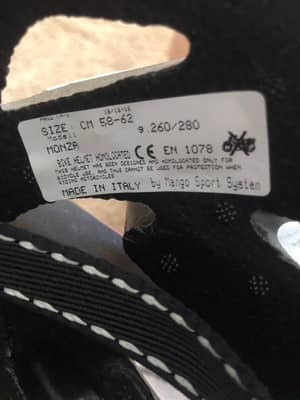 SIZE: CM 58-62 g.260/280
Model:
MONZA
BIKE HELMET HOMOLOGATED CE EN 1078
THIS HELMET HAS BEEN DESIGNED AND HOMOLOGATED ONLY FOR
BICYCLE USE, AND THUS CANNOT BE USED FOR PROTECTION WHEN
RIDING MOTORCYCLES
MADE IN ITALY by Mango Sport System